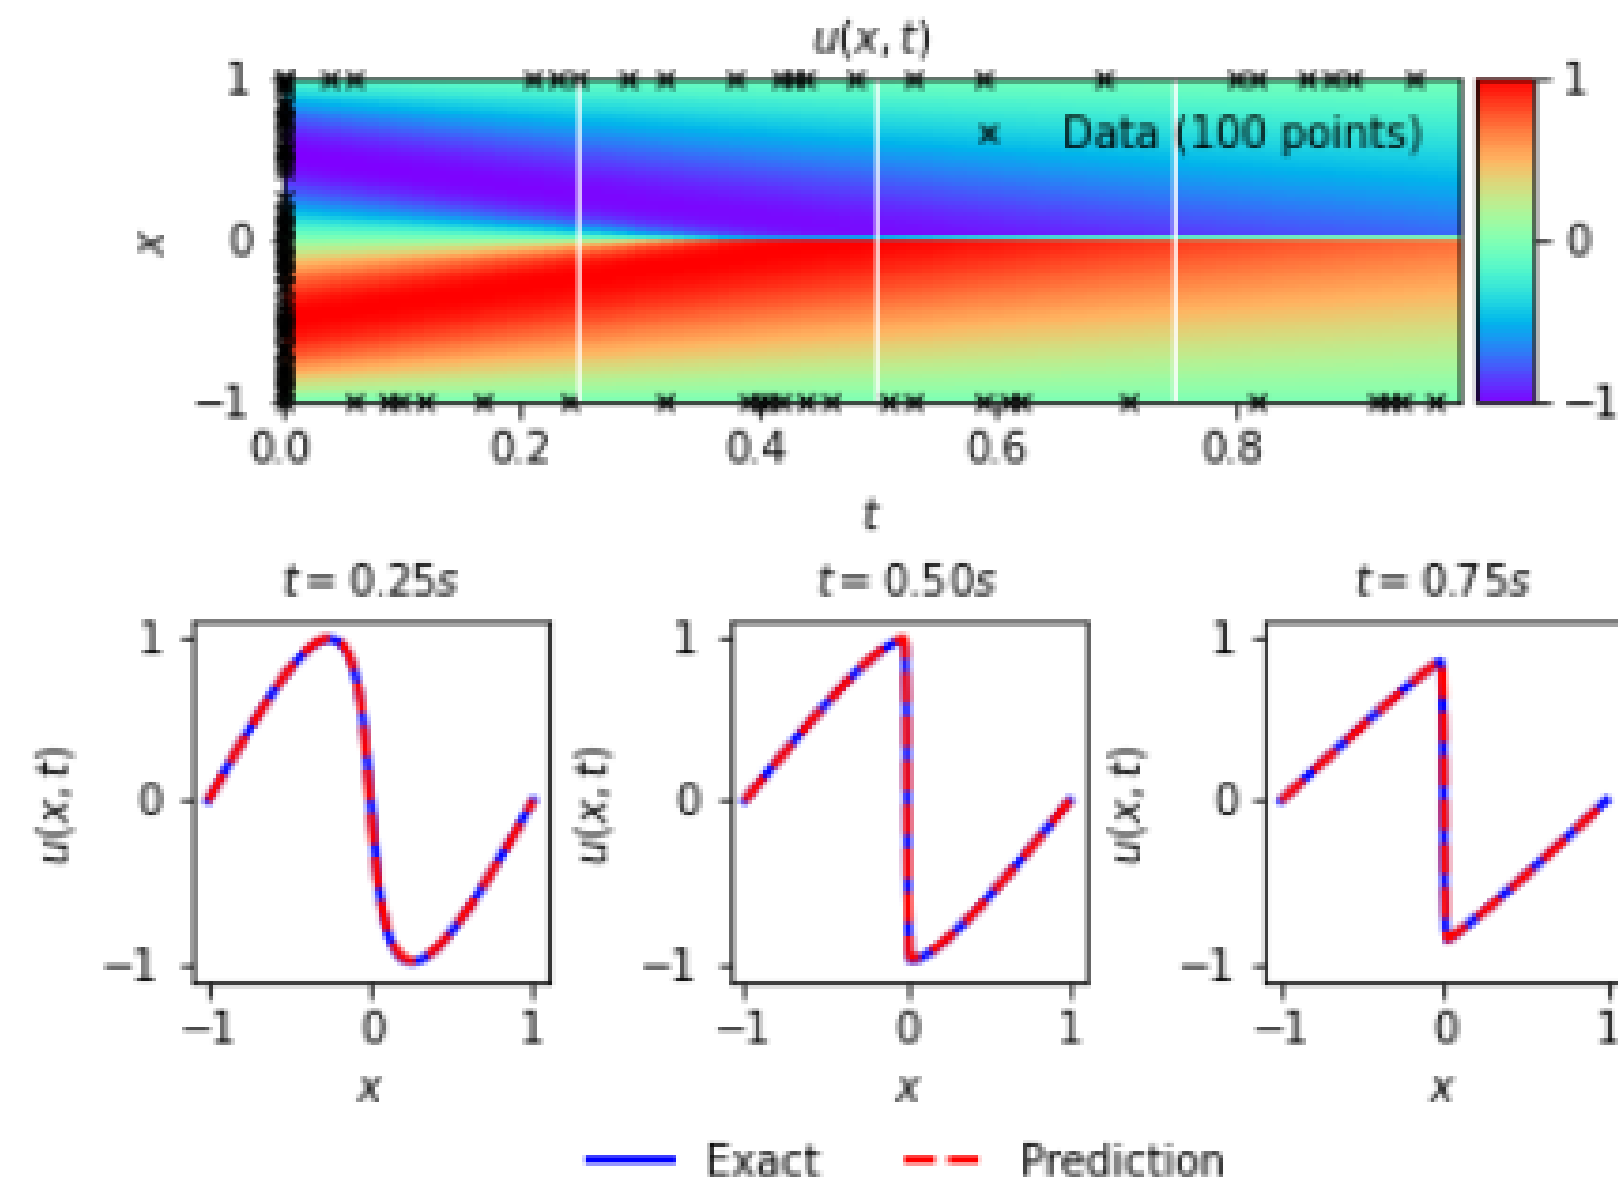 u(x, t)
1
0
−1
x
Data (100 points)
1
0
−1
0.0 0.2 0.4 0.6 0.8
t
t = 0.25s
t = 0.50s
t = 0.75s
u(x, t)
1
0
−1
−1 0 1
x
u(x, t)
1
0
−1
−1 0 1
x
u(x, t)
1
0
−1
−1 0 1
x
Exact
Prediction